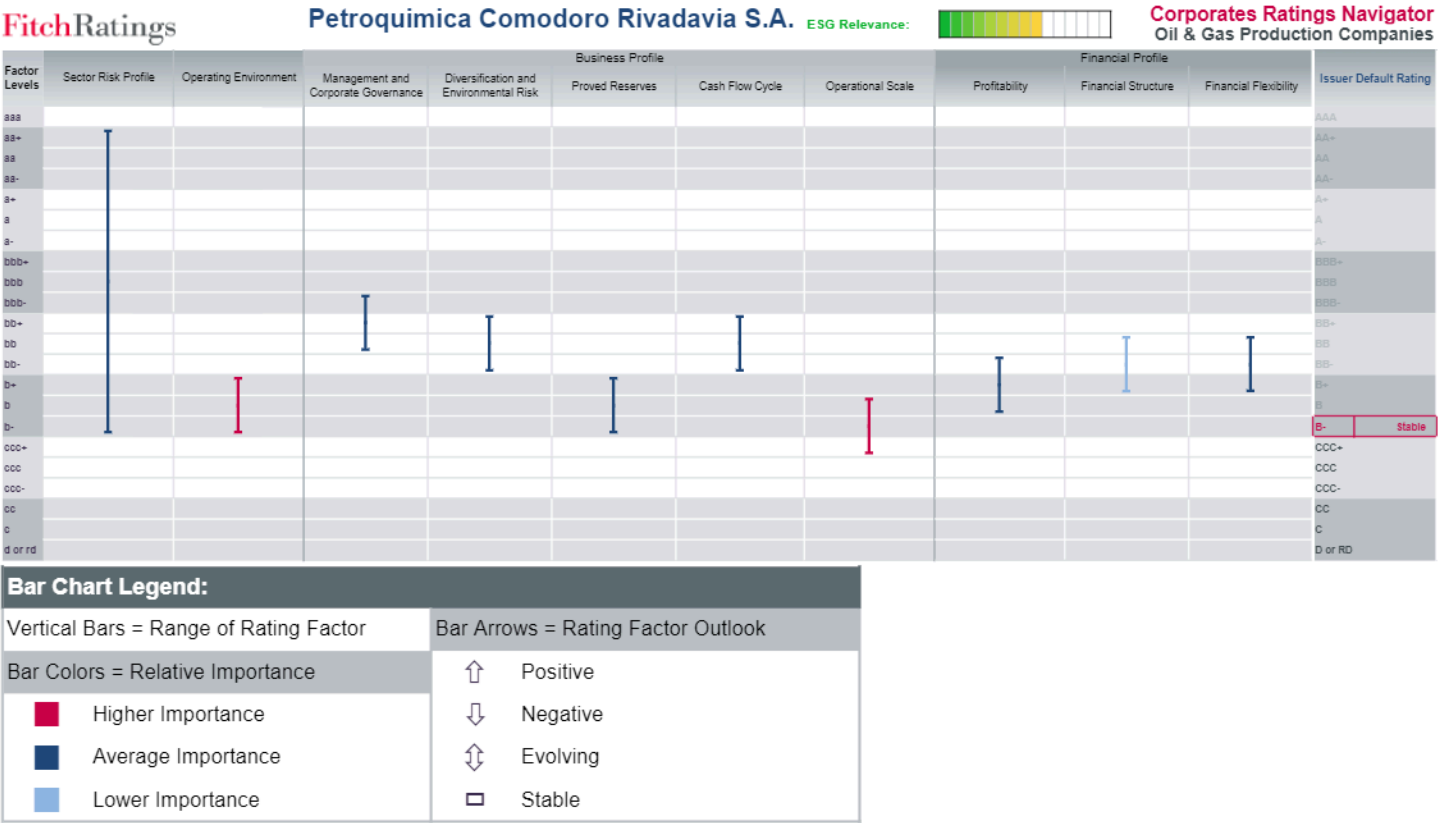 FitchRatings
Petroquimica Comodoro Rivadavia S.A.
ESG Relevance:
Corporates Ratings Navigator
Oil & Gas Production Companies
Factor Levels
Sector Risk Profile
Operating Environment
Business Profile
Management and Corporate Governance
Diversification and Environmental Risk
Proved Reserves
Cash Flow Cycle
Operational Scale
Financial Profile
Profitability
Financial Structure
Financial Flexibility
Issuer Default Rating
aaa AAA
aa+ AA+
aa AA
aa- AA-
a+ A+
a A
a- A-
bbb+ BBB+
bbb BBB
bbb- BBB-
bb+ BB+
bb BB
bb- BB-
b+ B+
b B
b- B- Stable
ccc+ CCC+
ccc CCC
ccc- CCC-
cc CC
c C
d or rd D or RD
Bar Chart Legend:
Vertical Bars = Range of Rating Factor
Bar Arrows = Rating Factor Outlook
Bar Colors = Relative Importance
Positive
Higher Importance
Negative
Average Importance
Evolving
Lower Importance
Stable